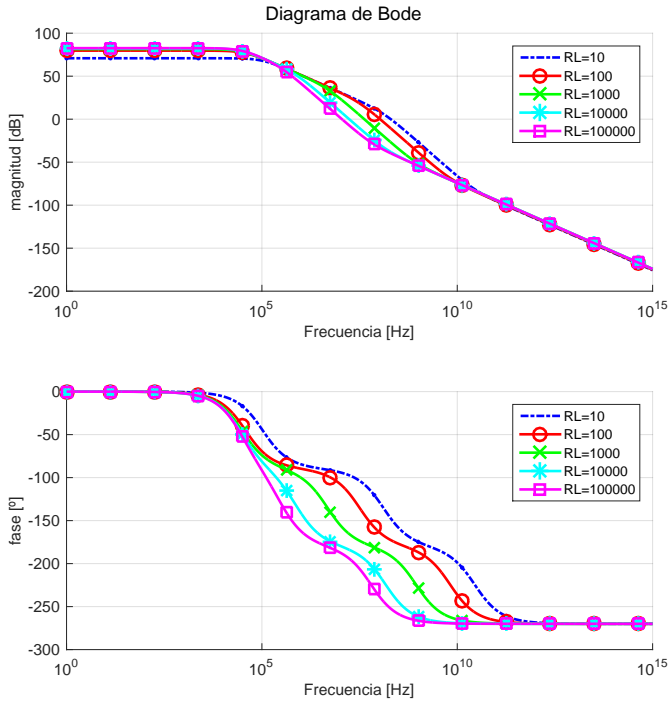 Diagrama de Bode
magnitud [dB]
100
50
0
-50
-100
-150
-200
10^0
10^5
10^10
10^15
Frecuencia [Hz]
RL=10
RL=100
RL=1000
RL=10000
RL=100000
fase [º]
0
-50
-100
-150
-200
-250
-300
10^0
10^5
10^10
10^15
Frecuencia [Hz]
RL=10
RL=100
RL=1000
RL=10000
RL=100000